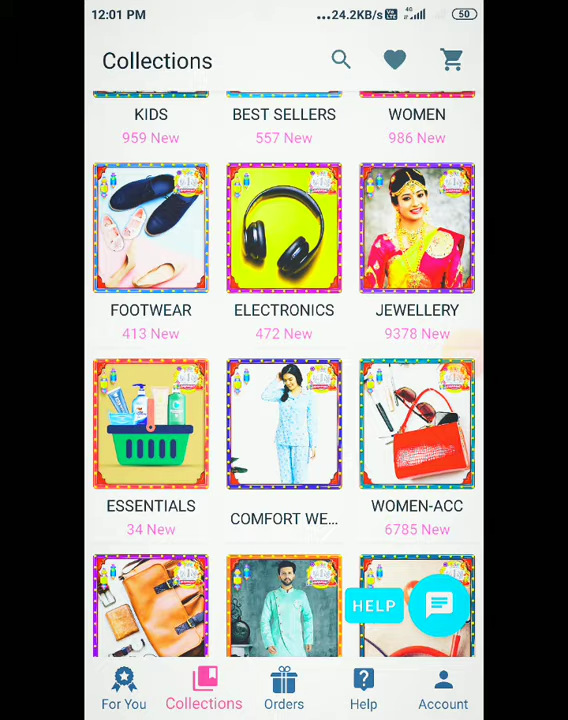 12:01 PM
...24.2KB/s 4G 50
Collections
KIDS BEST SELLERS WOMEN
959 New 557 New 986 New
FOOTWEAR ELECTRONICS JEWELLERY
413 New 472 New 9378 New
ESSENTIALS COMFORT WE... WOMEN-ACC
34 New 6785 New
HELP
For You Collections Orders Help Account